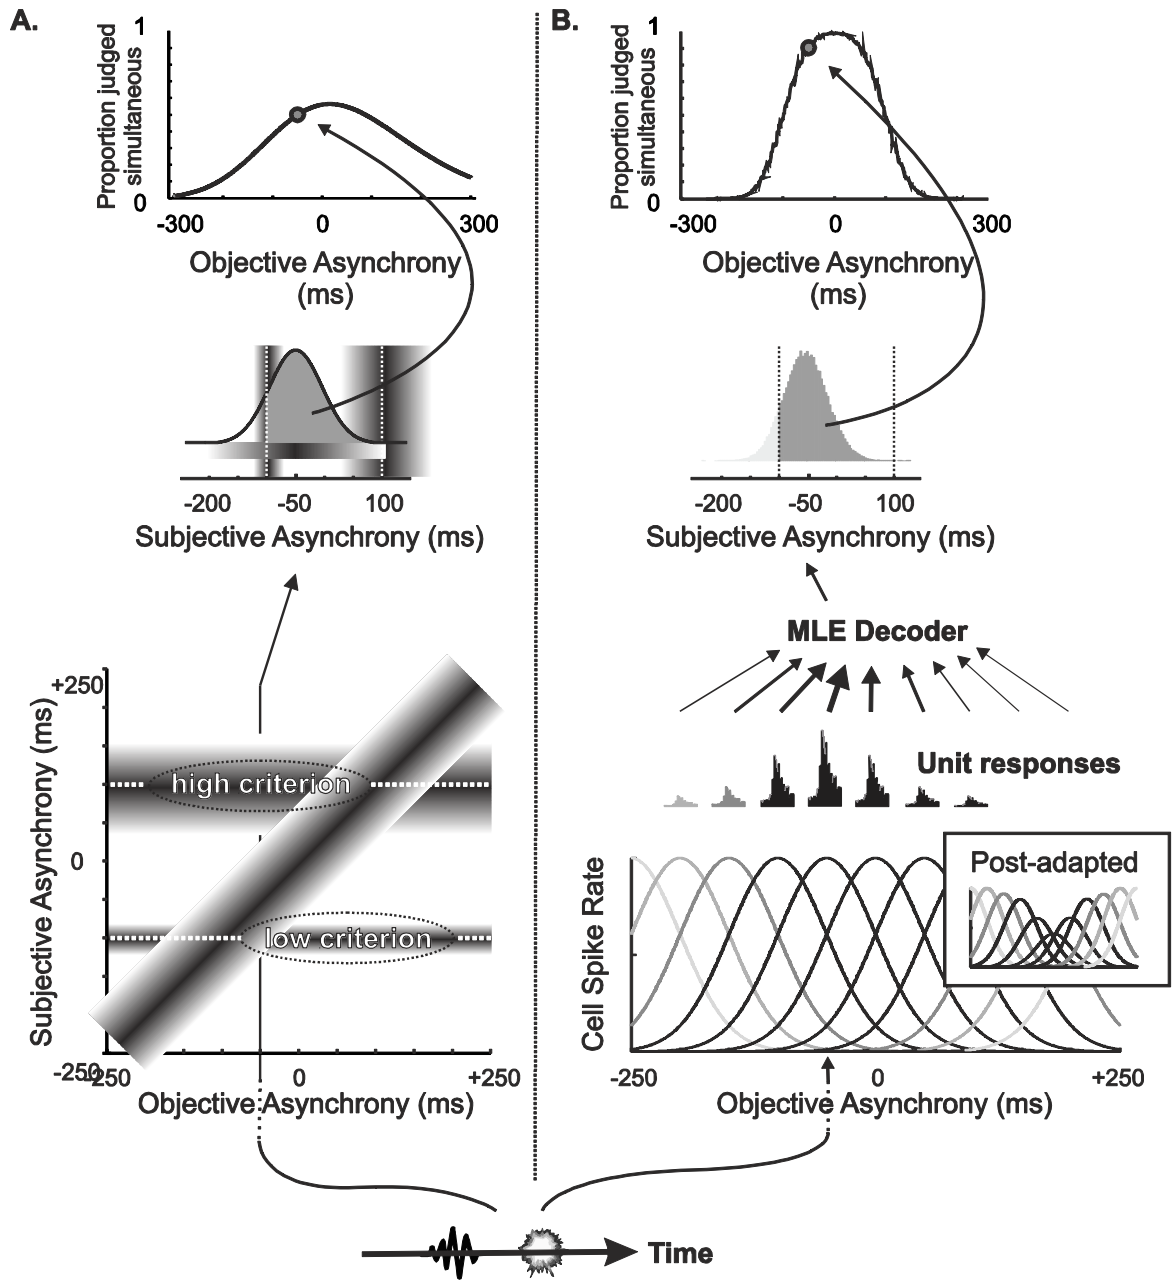 A.
1
Proportion judged
simultaneous
0
-300 0 300
Objective Asynchrony
(ms)
-200 -50 100
Subjective Asynchrony (ms)
+250
Subjective Asynchrony (ms)
high criterion
0
low criterion
-250
-250 0 +250
Objective Asynchrony (ms)
B.
1
Proportion judged
simultaneous
0
-300 0 300
Objective Asynchrony
(ms)
-200 -50 100
Subjective Asynchrony (ms)
MLE Decoder
Unit responses
Post-adapted
Cell Spike Rate
-250 0 +250
Objective Asynchrony (ms)
Time